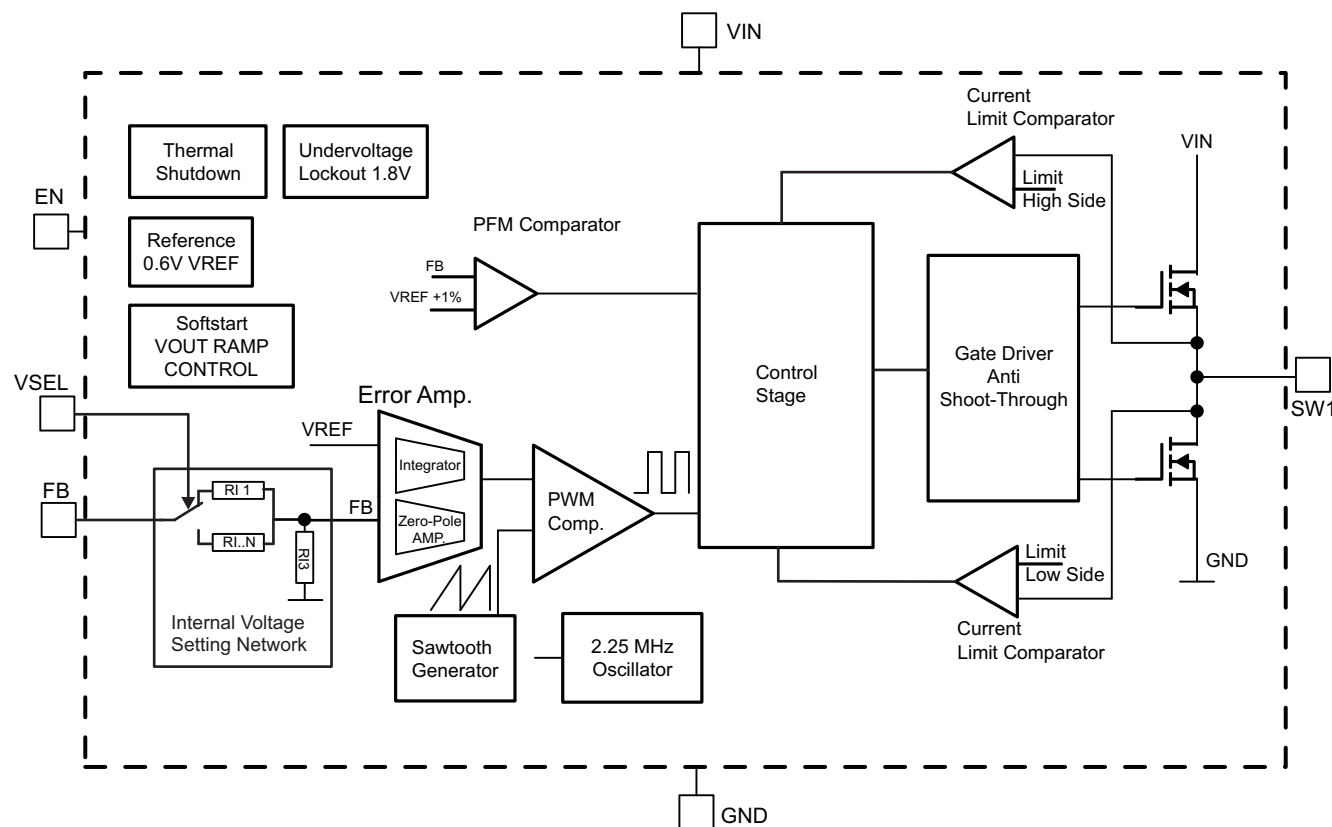 VIN
Current
Limit Comparator
VIN
Thermal
Shutdown
Undervoltage
Lockout 1.8V
Limit
High Side
EN
PFM Comparator
Reference
0.6V VREF
FB
VREF +1%
Softstart
VOUT RAMP
CONTROL
Control
Stage
Gate Driver
Anti
Shoot-Through
VSEL
SW1
Error Amp.
VREF
Integrator
FB
RI 1
FB
Zero-Pole
AMP.
PWM
Comp.
RI..N
RI3
Limit
Low Side
GND
Internal Voltage
Setting Network
Sawtooth
Generator
2.25 MHz
Oscillator
Current
Limit Comparator
GND